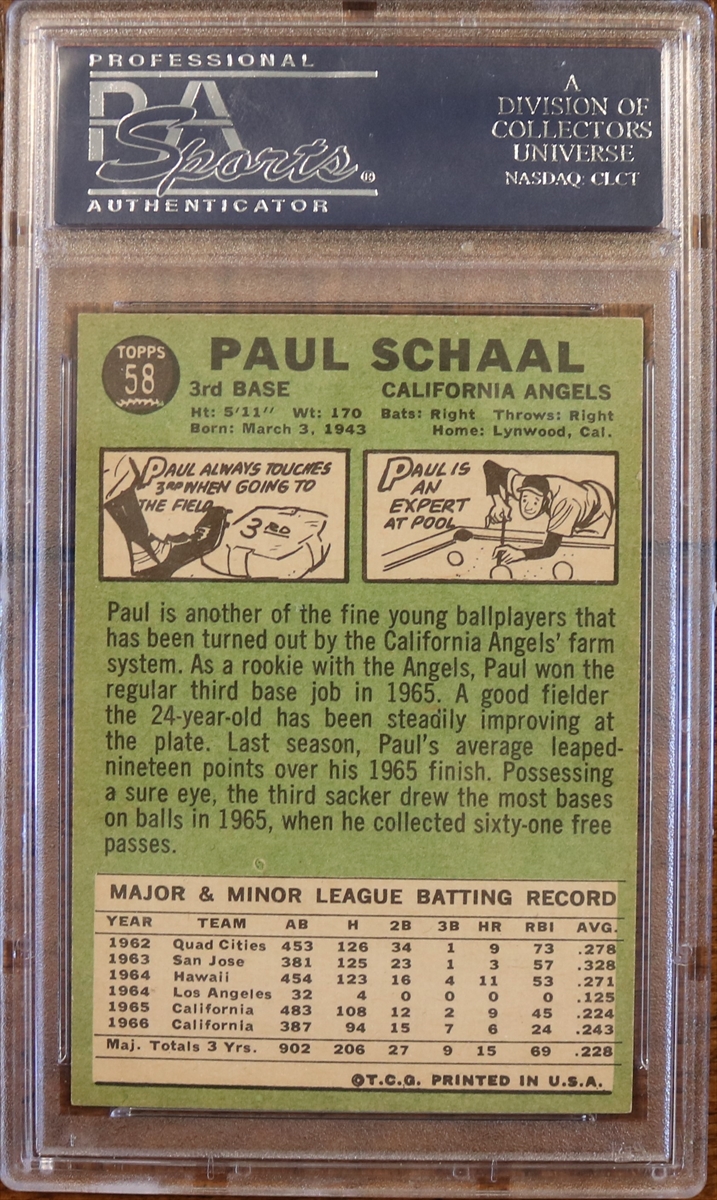 PROFESSIONAL
PSA
Sports®
AUTHENTICATOR
A
DIVISION OF
COLLECTORS
UNIVERSE
NASDAQ: CLCT
TOPPS
58
PAUL SCHAAL
3rd BASE CALIFORNIA ANGELS
Ht: 5'11" Wt: 170 Bats: Right Throws: Right
Born: March 3, 1943 Home: Lynwood, Cal.
PAUL ALWAYS TOUCHES
3RD WHEN GOING TO
THE FIELD
3RD
PAUL IS
AN
EXPERT
AT POOL
Paul is another of the fine young ballplayers that
has been turned out by the California Angels' farm
system. As a rookie with the Angels, Paul won the
regular third base job in 1965. A good fielder
the 24-year-old has been steadily improving at
the plate. Last season, Paul's average leaped-
nineteen points over his 1965 finish. Possessing
a sure eye, the third sacker drew the most bases
on balls in 1965, when he collected sixty-one free
passes.
MAJOR & MINOR LEAGUE BATTING RECORD
YEAR TEAM AB H 2B 3B HR RBI AVG.
1962 Quad Cities 453 126 34 1 9 73 .278
1963 San Jose 381 125 23 1 3 57 .328
1964 Hawaii 454 123 16 4 11 53 .271
1964 Los Angeles 32 4 0 0 0 0 .125
1965 California 483 108 12 2 9 45 .224
1966 California 387 94 15 7 6 24 .243
Maj. Totals 3 Yrs. 902 206 27 9 15 69 .228
©T.C.G. PRINTED IN U.S.A.